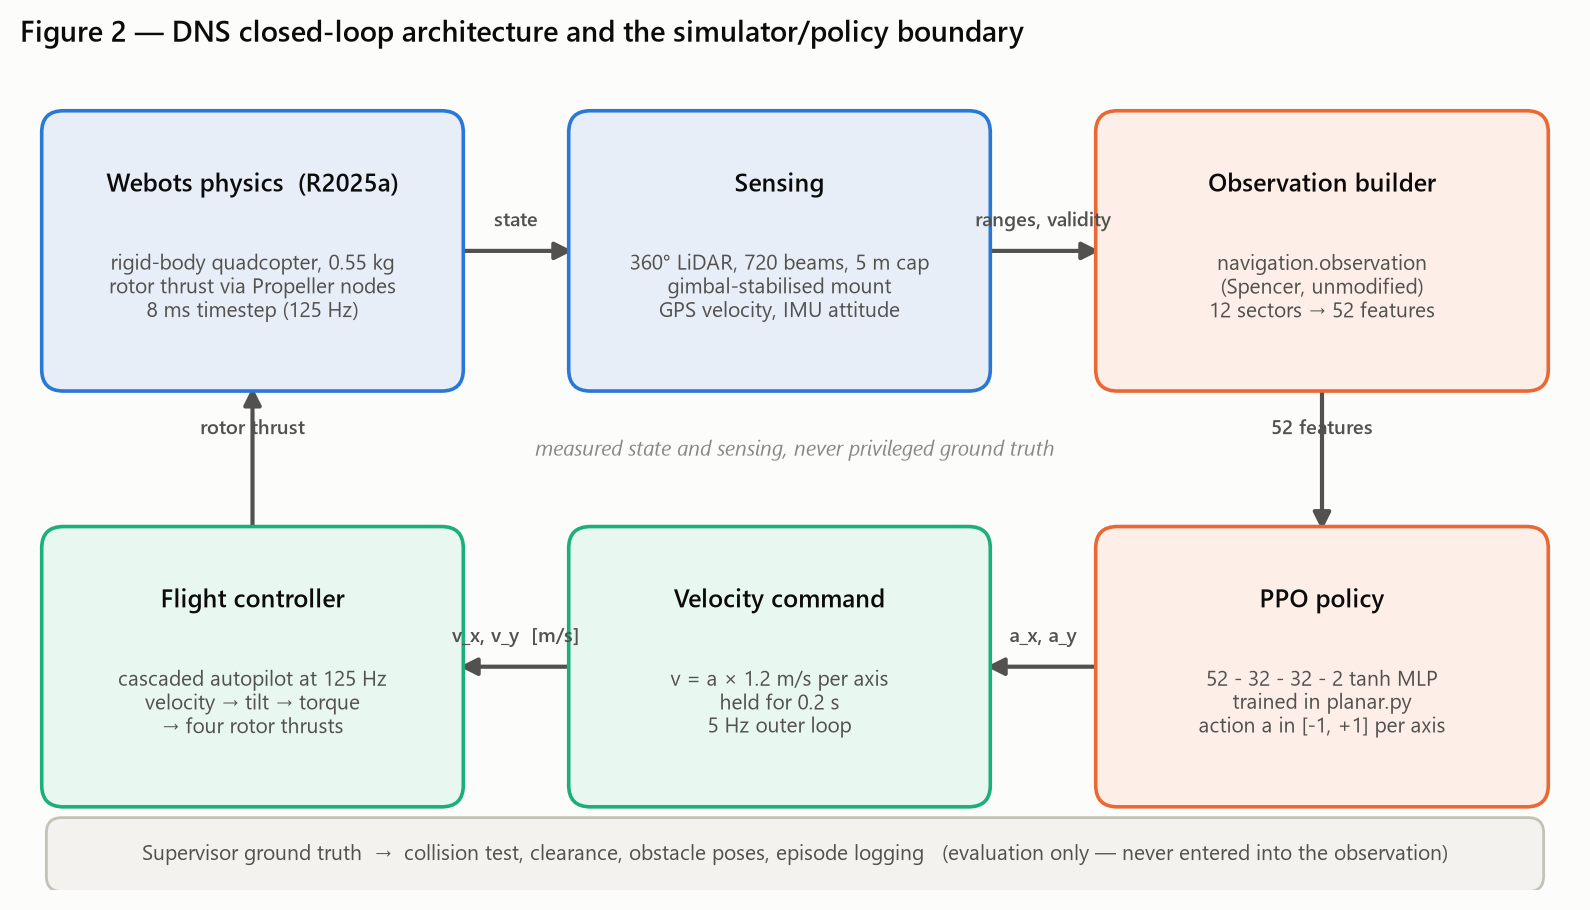 Figure 2 — DNS closed-loop architecture and the simulator/policy boundary
Webots physics  (R2025a)
rigid-body quadcopter, 0.55 kg
rotor thrust via Propeller nodes
8 ms timestep (125 Hz)
state
Sensing
360° LiDAR, 720 beams, 5 m cap
gimbal-stabilised mount
GPS velocity, IMU attitude
ranges, validity
Observation builder
navigation.observation
(Spencer, unmodified)
12 sectors → 52 features
rotor thrust
measured state and sensing, never privileged ground truth
52 features
Flight controller
cascaded autopilot at 125 Hz
velocity → tilt → torque
→ four rotor thrusts
v_x, v_y  [m/s]
Velocity command
v = a × 1.2 m/s per axis
held for 0.2 s
5 Hz outer loop
a_x, a_y
PPO policy
52 - 32 - 32 - 2 tanh MLP
trained in planar.py
action a in [-1, +1] per axis
Supervisor ground truth  →  collision test, clearance, obstacle poses, episode logging   (evaluation only — never entered into the observation)